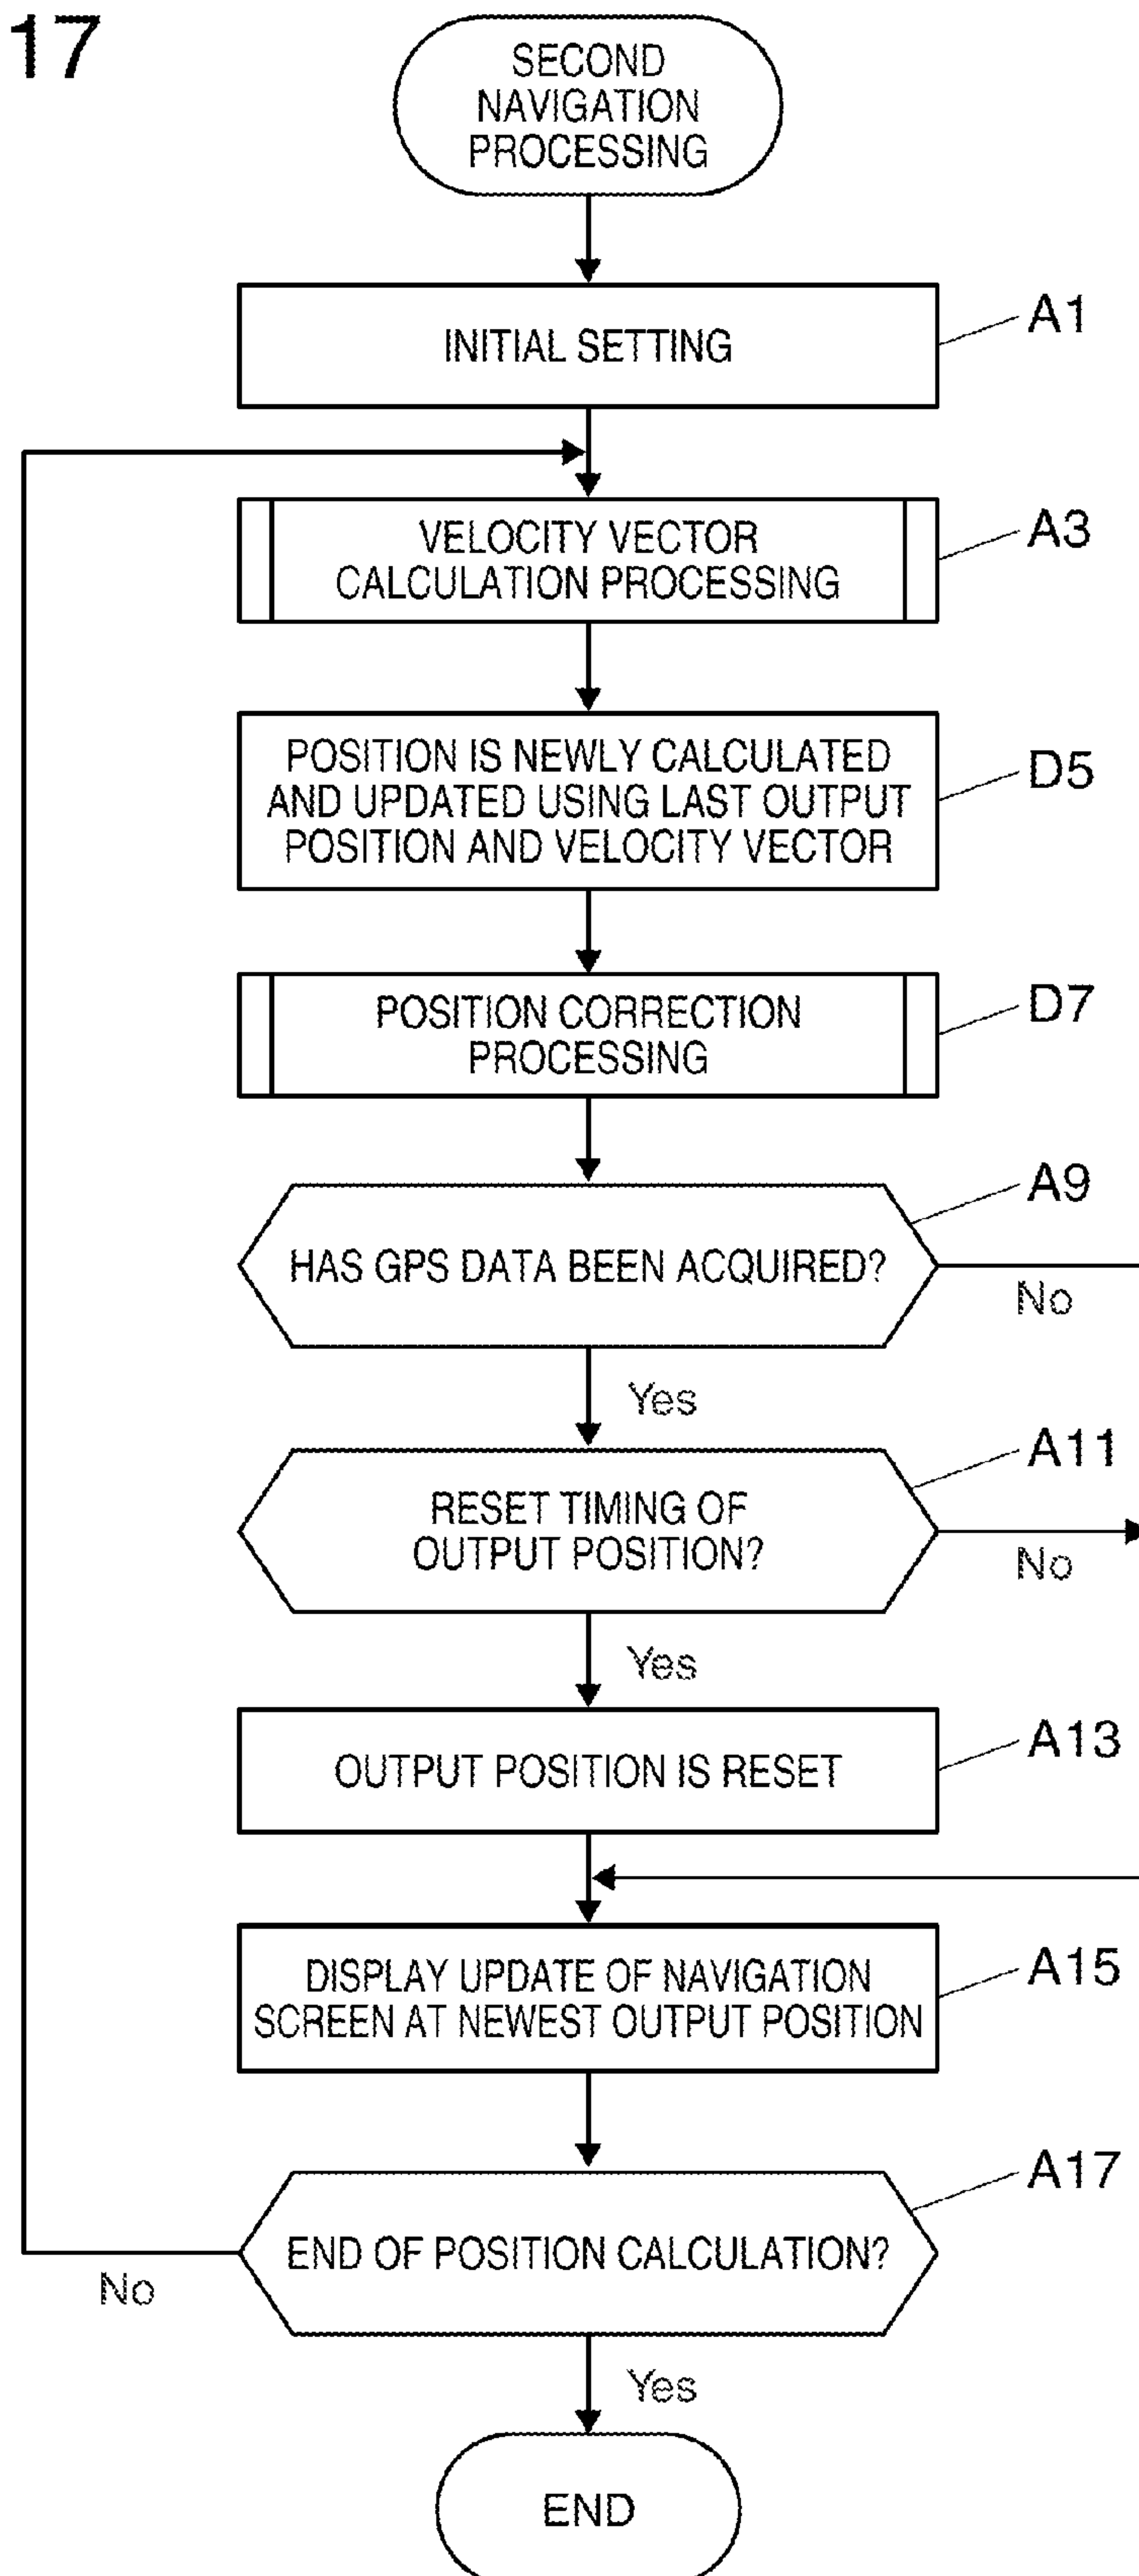 17
SECOND
NAVIGATION
PROCESSING
INITIAL SETTING
A1
VELOCITY VECTOR
CALCULATION PROCESSING
A3
POSITION IS NEWLY CALCULATED
AND UPDATED USING LAST OUTPUT
POSITION AND VELOCITY VECTOR
D5
POSITION CORRECTION
PROCESSING
D7
HAS GPS DATA BEEN ACQUIRED?
A9
No
Yes
RESET TIMING OF
OUTPUT POSITION?
A11
No
Yes
OUTPUT POSITION IS RESET
A13
DISPLAY UPDATE OF NAVIGATION
SCREEN AT NEWEST OUTPUT POSITION
A15
END OF POSITION CALCULATION?
A17
No
Yes
END